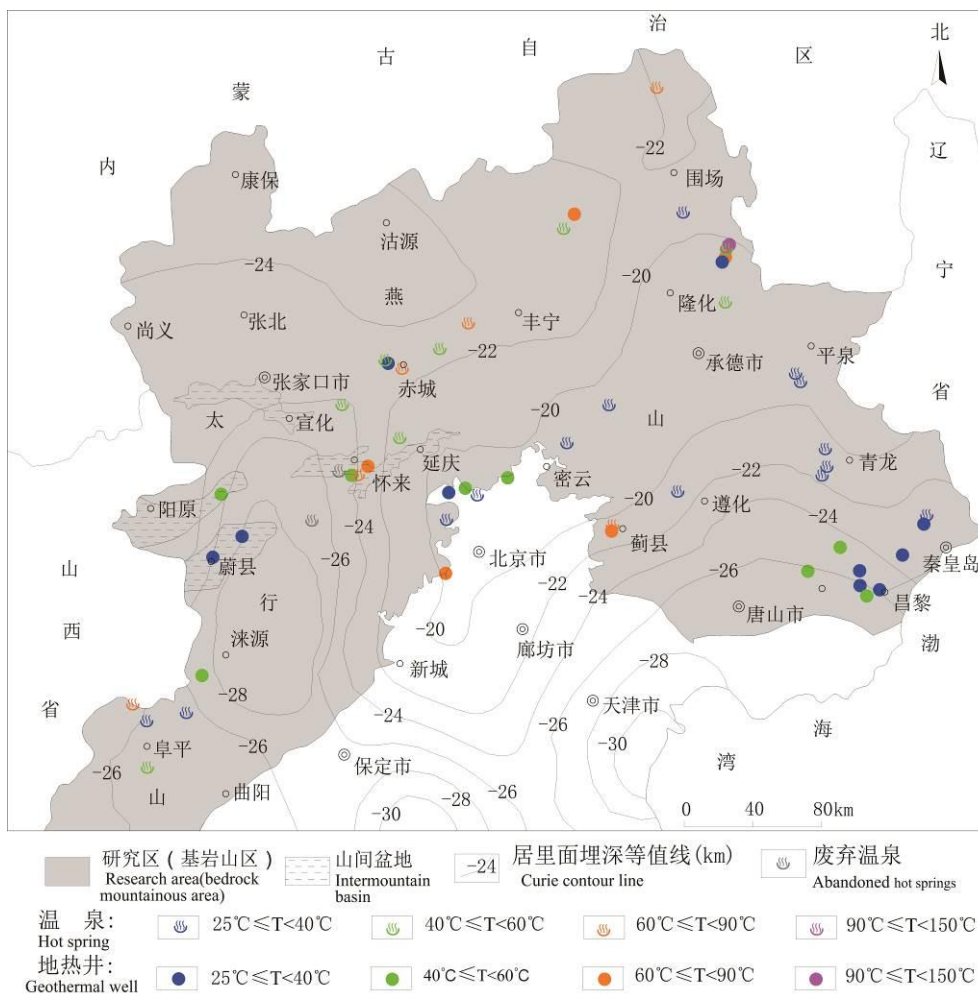 内
蒙
古
自
治
区
北
辽
宁
省
-22
围场
康保
沽源
-24
燕
-20
隆化
尚义
张北
丰宁
-22
承德市
平泉
张家口市
赤城
太
宣化
-20
山
延庆
密云
青龙
怀来
-22
阳原
-24
-20
遵化
-24
蓟县
秦皇岛
北京市
山
蔚县
-26
-22
-26
昌黎
西
行
-24
唐山市
-20
廊坊市
渤
涞源
新城
-28
-28
天津市
省
-24
海
-26
-30
湾
阜平
-26
保定市
-26
山
曲阳
-28
-30
0 40 80km
研究区(基岩山区)
Research area(bedrock
mountainous area)
山间盆地
Intermountain
basin
-24
居里面埋深等值线(km)
Curie contour line
废弃温泉
Abandoned hot springs
温泉:
Hot spring
25℃≤T<40℃
40℃≤T<60℃
60℃≤T<90℃
90℃≤T<150℃
地热井:
Geothermal well
25℃≤T<40℃
40℃≤T<60℃
60℃≤T<90℃
90℃≤T<150℃